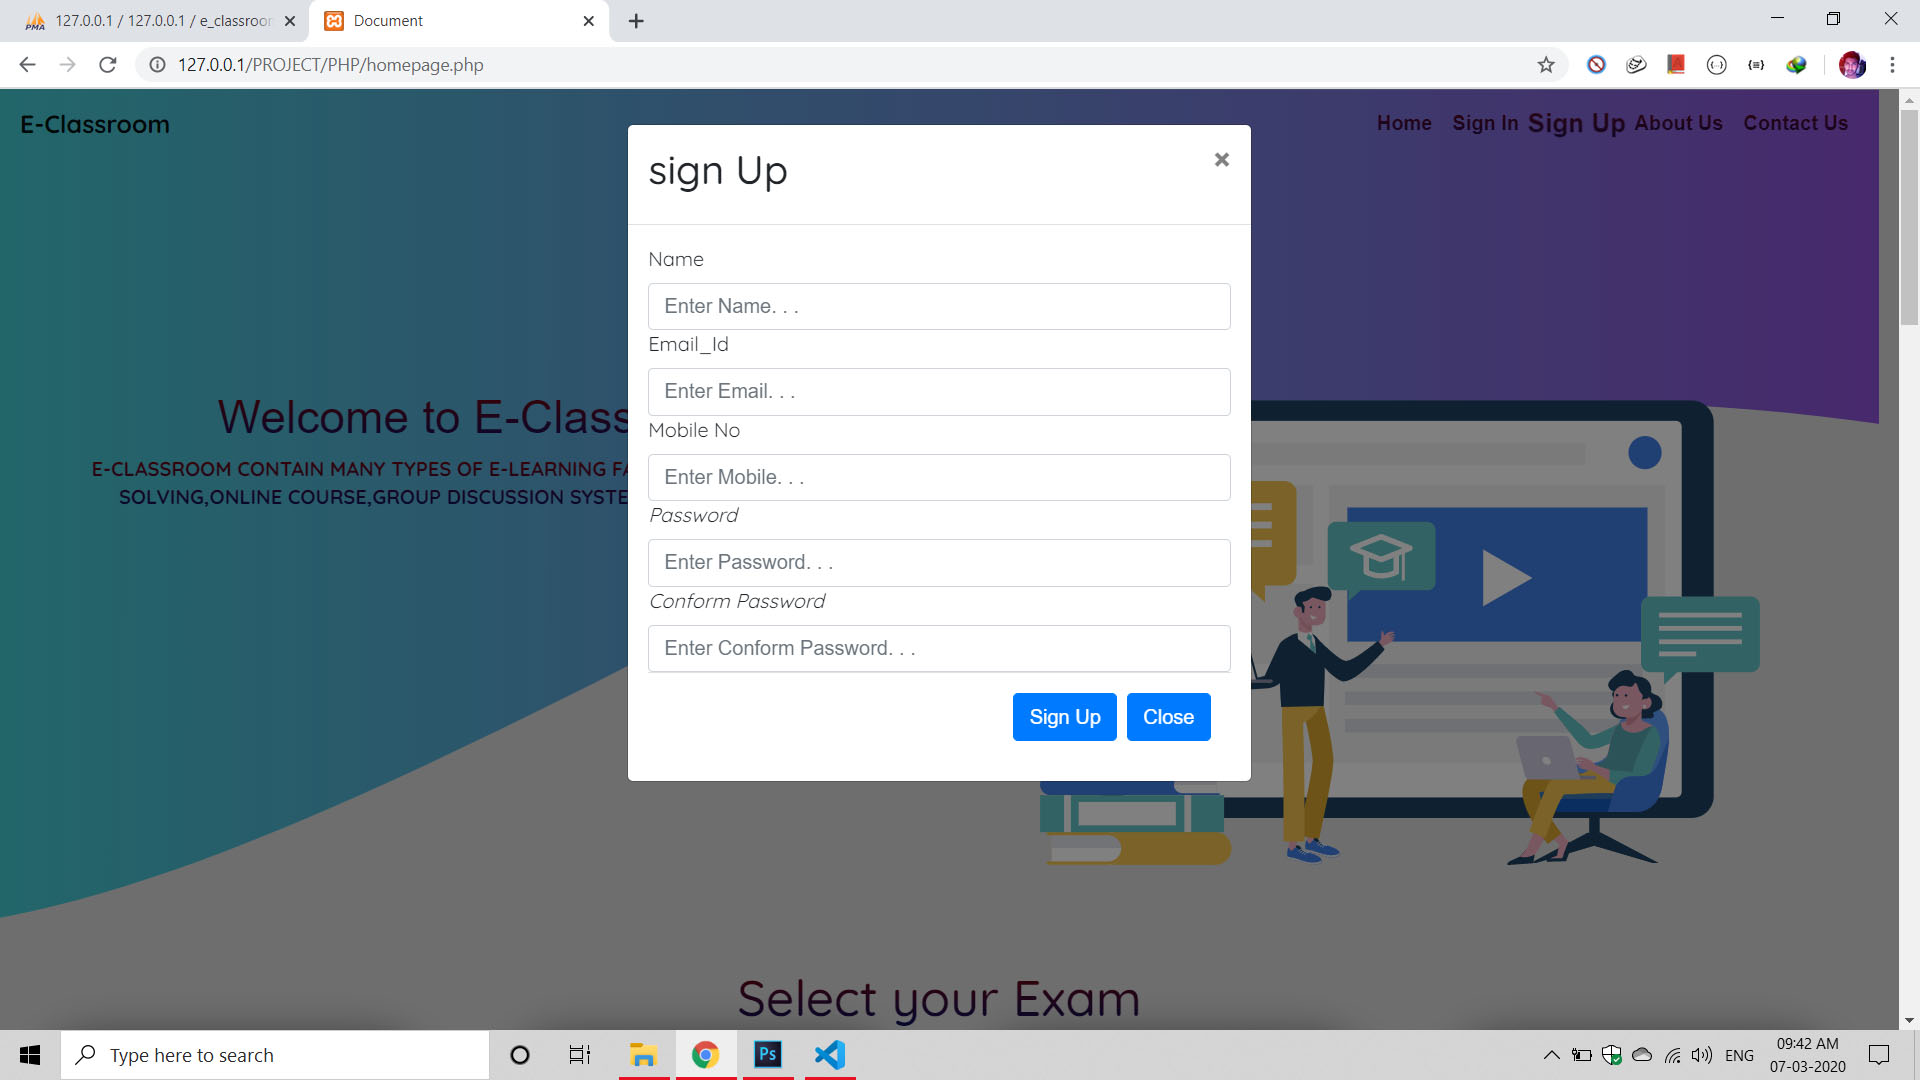 127.0.0.1 / 127.0.0.1 / e_classroom
Document
127.0.0.1/PROJECT/PHP/homepage.php
E-Classroom
Home Sign In Sign Up About Us Contact Us
sign Up
×
Name
Enter Name. . .
Email_Id
Enter Email. . .
Mobile No
Enter Mobile. . .
Password
Enter Password. . .
Conform Password
Enter Conform Password. . .
Sign Up
Close
Welcome to E-Class
E-CLASSROOM CONTAIN MANY TYPES OF E-LEARNING
SOLVING,ONLINE COURSE,GROUP DISCUSSION
Select your Exam
Type here to search
Ps
ENG
09:42 AM
07-03-2020